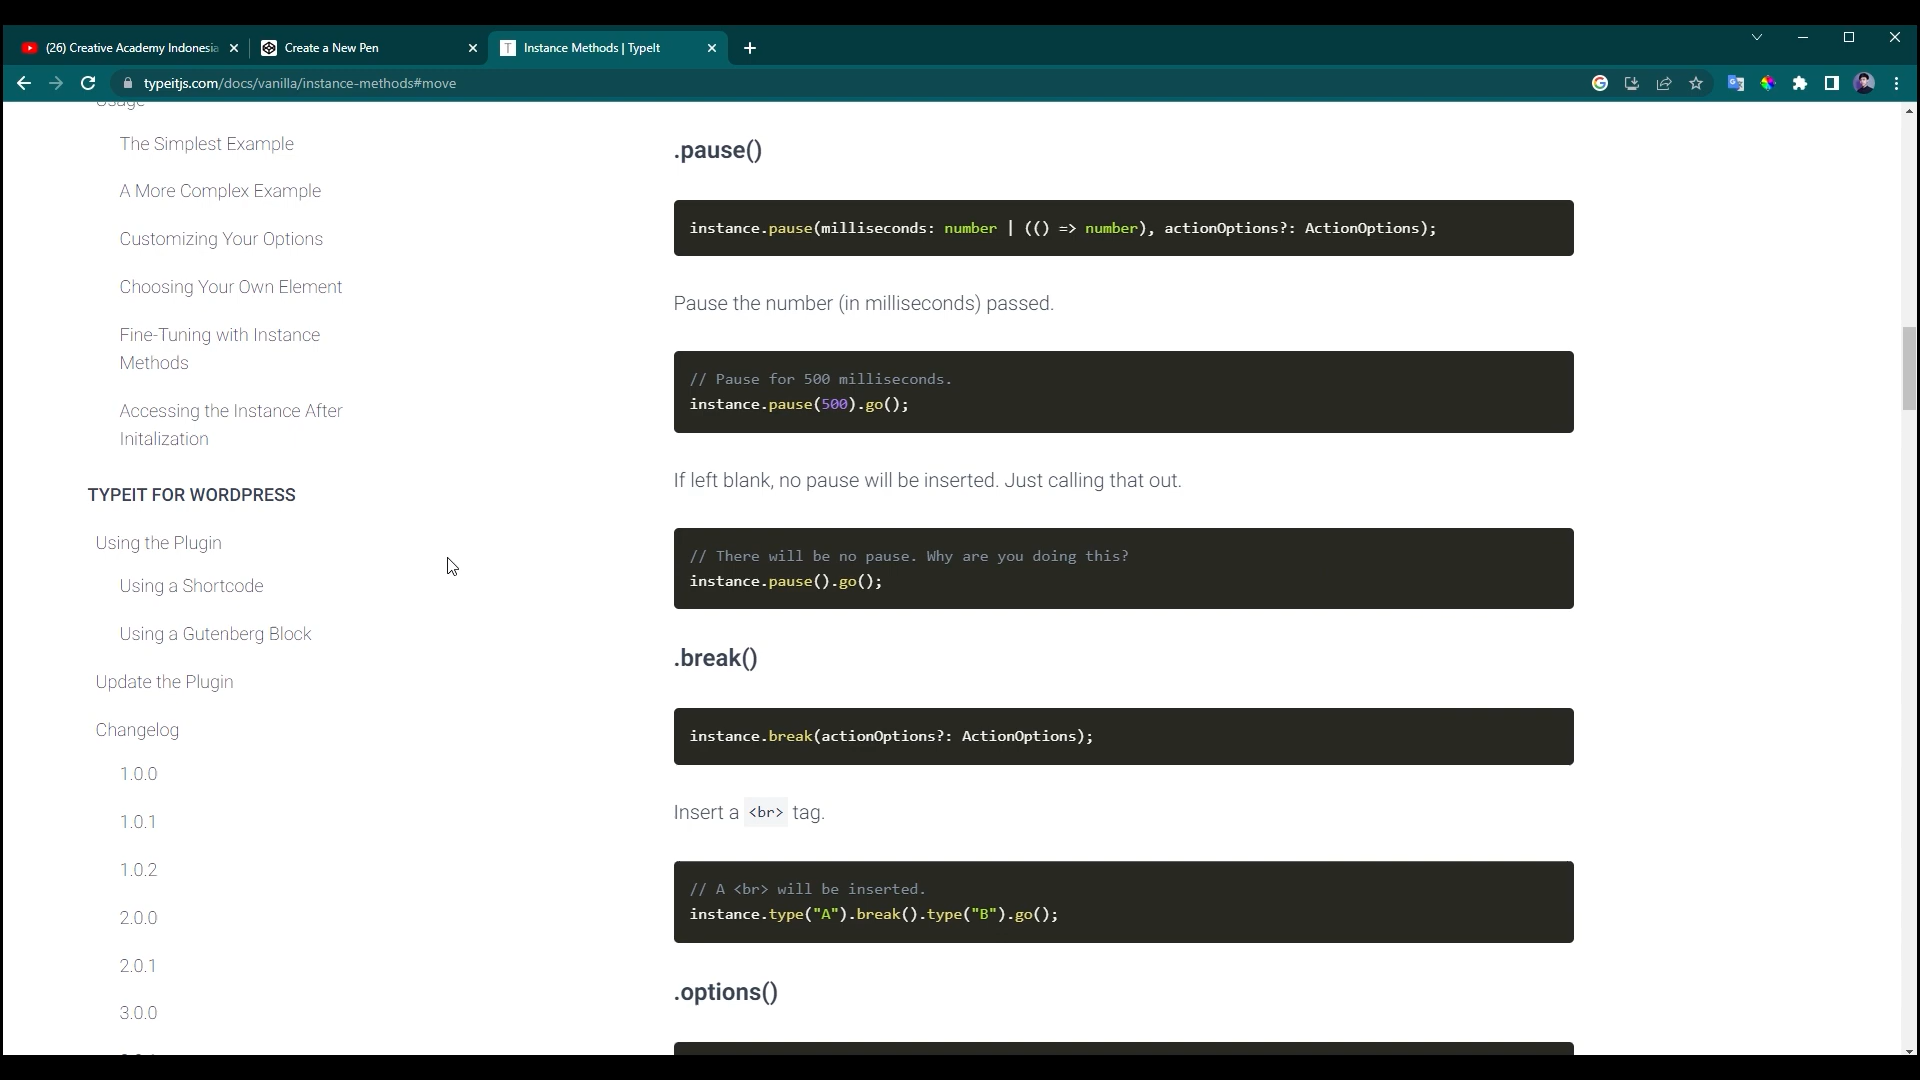 (26) Creative Academy Indonesia
Create a New Pen
Instance Methods | TypeIt
typeitjs.com/docs/vanilla/instance-methods#move
Usage
The Simplest Example
A More Complex Example
Customizing Your Options
Choosing Your Own Element
Fine-Tuning with Instance
Methods
Accessing the Instance After
Initalization
TYPEIT FOR WORDPRESS
Using the Plugin
Using a Shortcode
Using a Gutenberg Block
Update the Plugin
Changelog
1.0.0
1.0.1
1.0.2
2.0.0
2.0.1
3.0.0
.pause()
instance.pause(milliseconds: number | (() => number), actionOptions?: ActionOptions);
Pause the number (in milliseconds) passed.
// Pause for 500 milliseconds.
instance.pause(500).go();
If left blank, no pause will be inserted. Just calling that out.
// There will be no pause. Why are you doing this?
instance.pause().go();
.break()
instance.break(actionOptions?: ActionOptions);
Insert a <br> tag.
// A <br> will be inserted.
instance.type("A").break().type("B").go();
.options()